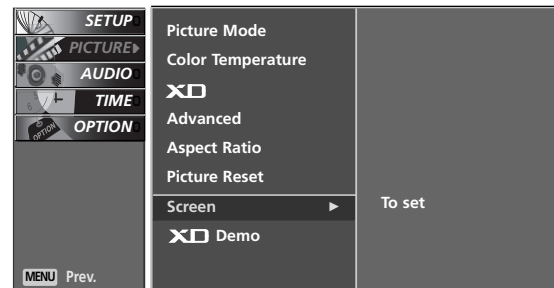 SETUP
PICTURE
AUDIO
TIME
OPTION
MENU Prev.
Picture Mode
Color Temperature
XD
Advanced
Aspect Ratio
Picture Reset
Screen
XD Demo
To set